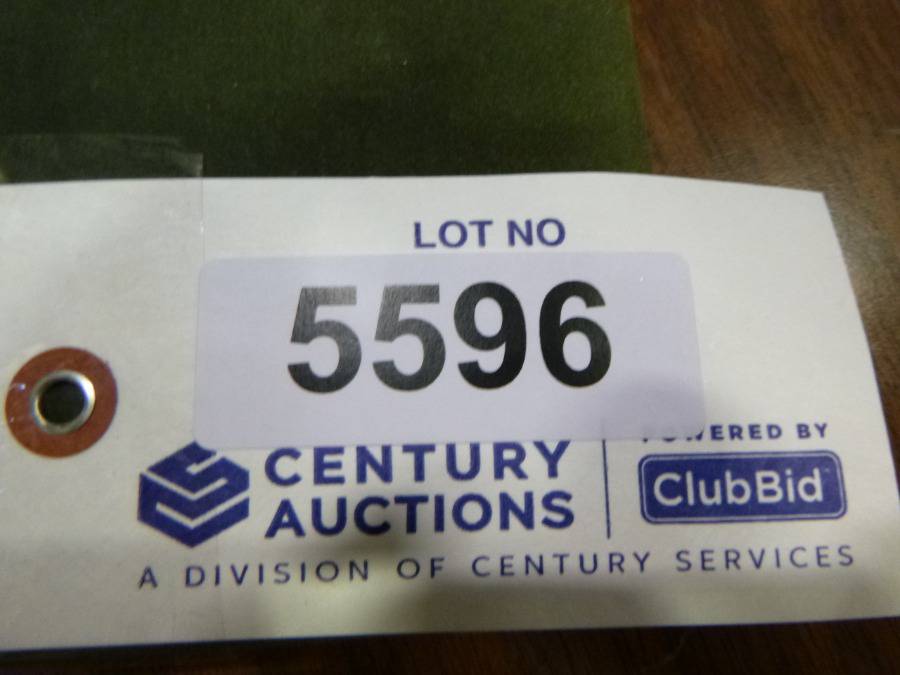 LOT NO
5596
CENTURY
AUCTIONS
POWERED BY
ClubBid
A DIVISION OF CENTURY SERVICES